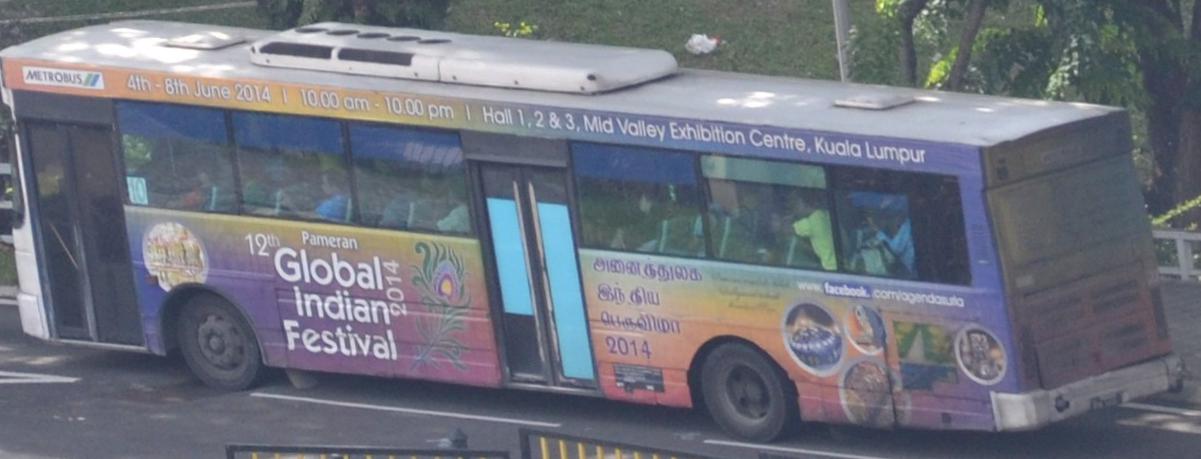 METROBUS
4th - 8th June 2014 | 10.00 am - 10.00 pm | Hall 1, 2 & 3, Mid Valley Exhibition Centre, Kuala Lumpur
12th Pameran
Global
Indian
Festival
2014
அனைத்துலக
இந்திய
பெருவிழா
2014
www.facebook.com/agendasuria